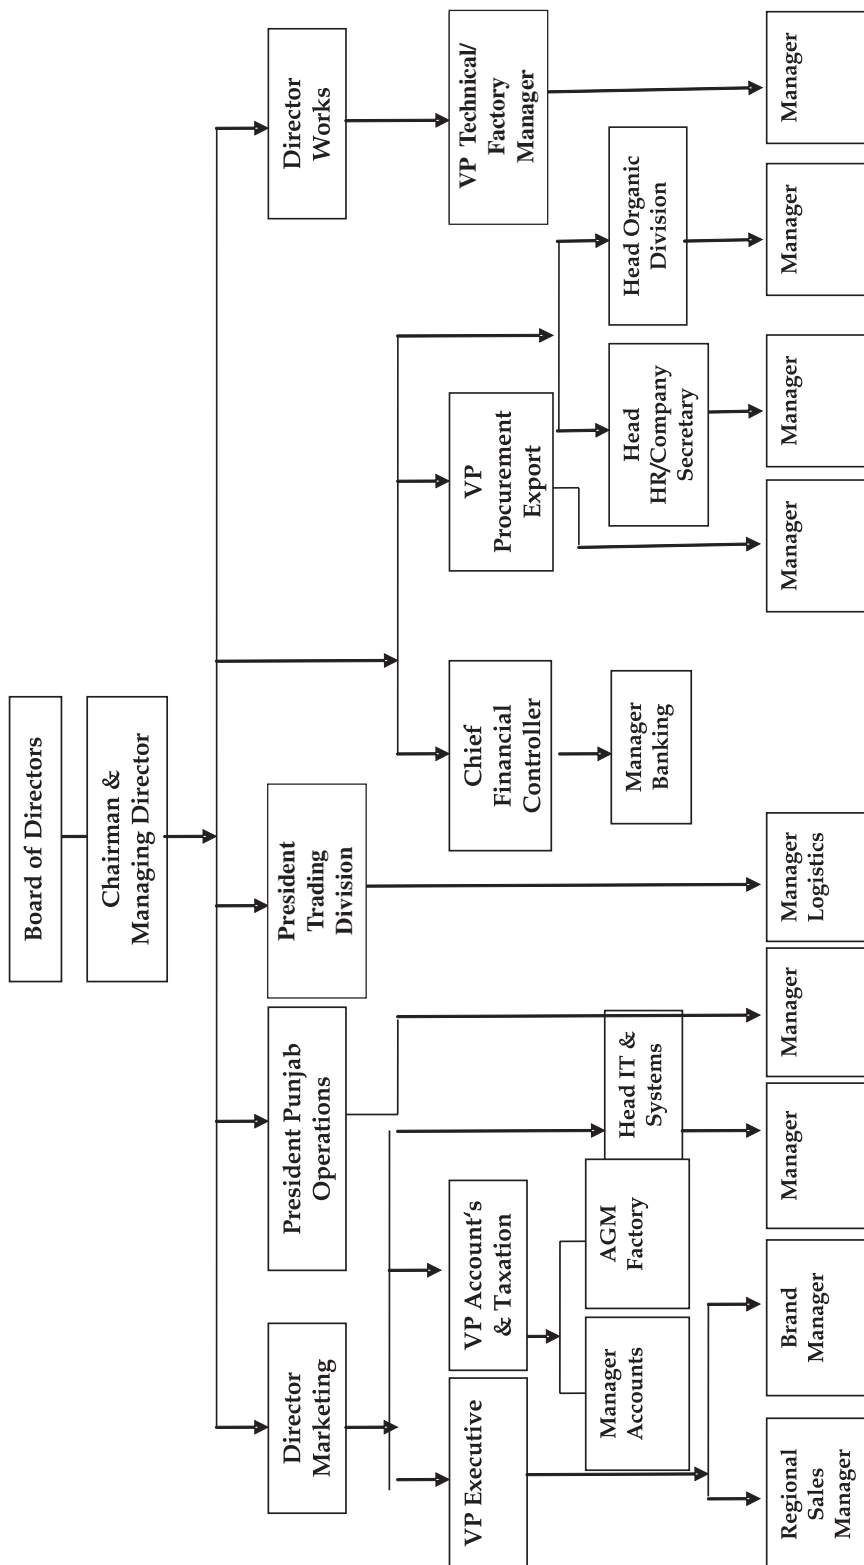 Board of Directors
Chairman &
Managing Director
Director
Marketing
President Punjab
Operations
President
Trading
Division
Director
Works
VP Executive
VP Account‘s
& Taxation
Chief
Financial
Controller
VP
Procurement
Export
VP Technical/
Factory
Manager
Manager
Accounts
AGM
Factory
Head IT &
Systems
Manager
Banking
Head
HR/Company
Secretary
Head Organic
Division
Regional
Sales
Manager
Brand
Manager
Manager
Manager
Manager
Logistics
Manager
Manager
Manager
Manager